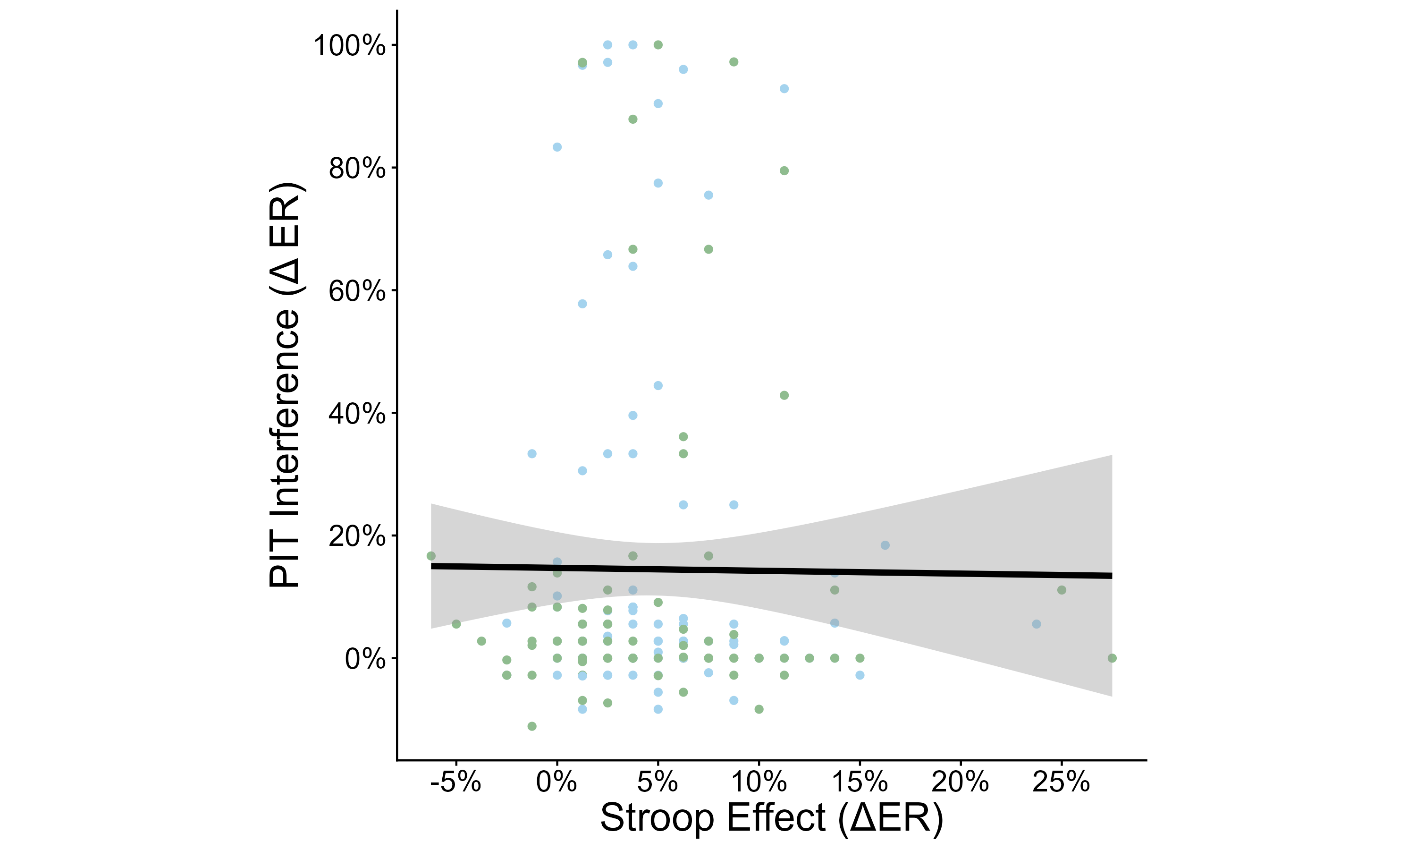 100%
80%
60%
40%
20%
0%
PIT Interference (Δ ER)
-5% 0% 5% 10% 15% 20% 25%
Stroop Effect (ΔER)